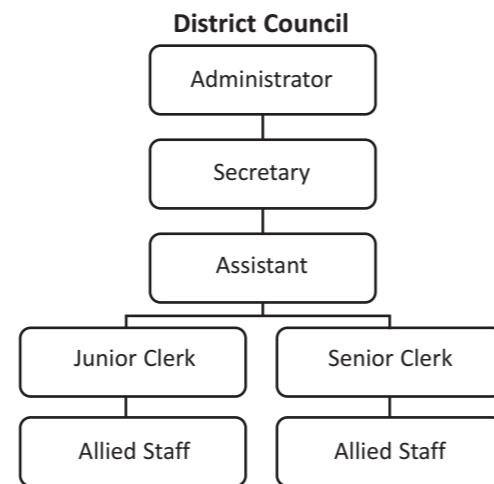 District Council
Administrator
Secretary
Assistant
Junior Clerk
Senior Clerk
Allied Staff
Allied Staff